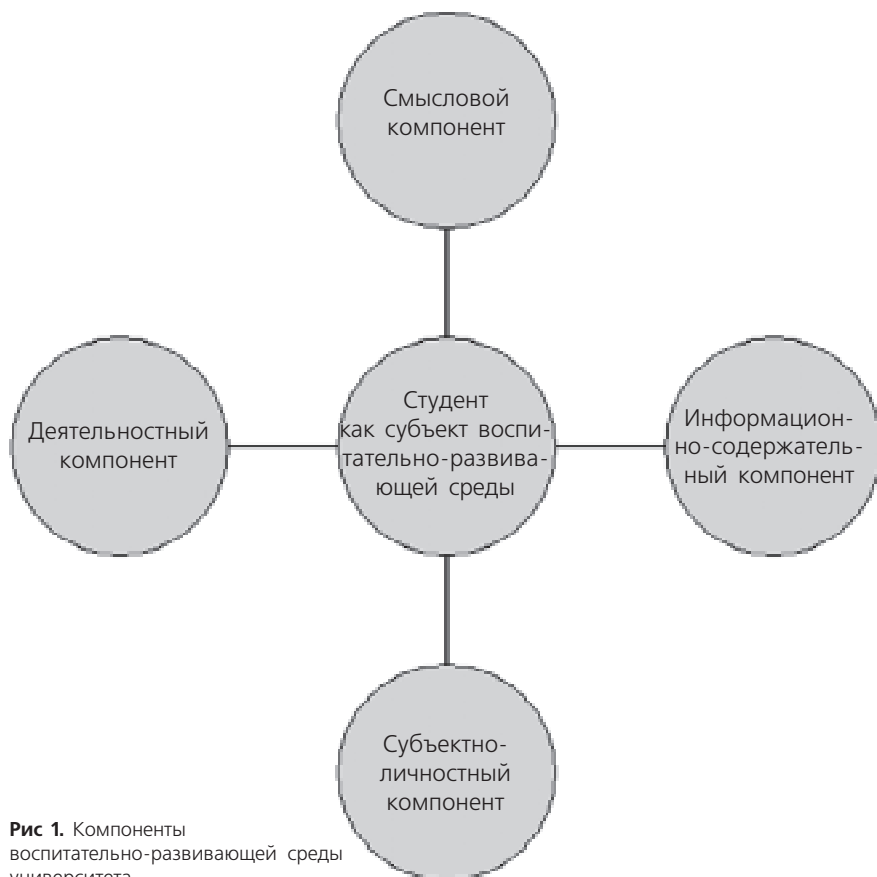 Смысловой
компонент
Деятельностный
компонент
Студент
как субъект воспи-
тательно-развива-
ющей среды
Информацион-
но-содержатель-
ный компонент
Субъектно-
личностный
компонент
Рис 1. Компоненты
воспитательно-развивающей среды
университета